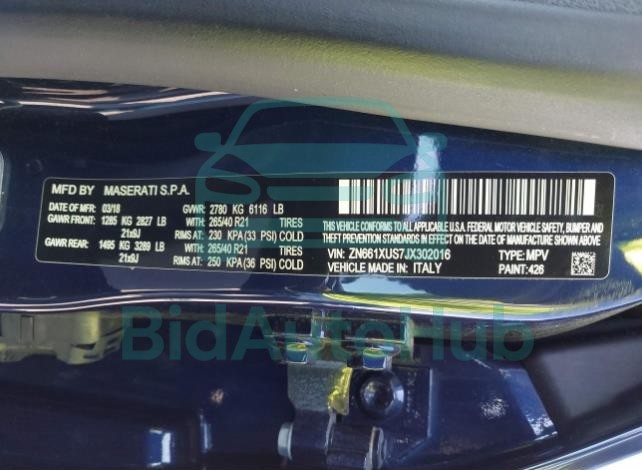 MFD BY MASERATI S.P.A.
DATE OF MFR: 03/18 GVWR: 2780 KG 6116 LB
GAWR FRONT: 1285 KG 2827 LB WITH 265/40 R21 TIRES
21x9J RIMS AT: 230 KPA (33 PSI) COLD
GAWR REAR: 1495 KG 3289 LB WITH 265/40 R21 TIRES
21x9J RIMS AT: 250 KPA (36 PSI) COLD
THIS VEHICLE CONFORMS TO ALL APPLICABLE
U.S. FEDERAL MOTOR VEHICLE SAFETY, BUMPER AND
THEFT PREVENTION STANDARDS IN EFFECT ON THE DATE OF MFR. SHOWN ABOVE
VIN: ZN661XUS7JX302016 TYPE: MPV
VEHICLE MADE IN: ITALY PAINT: 426
BidAutoHub